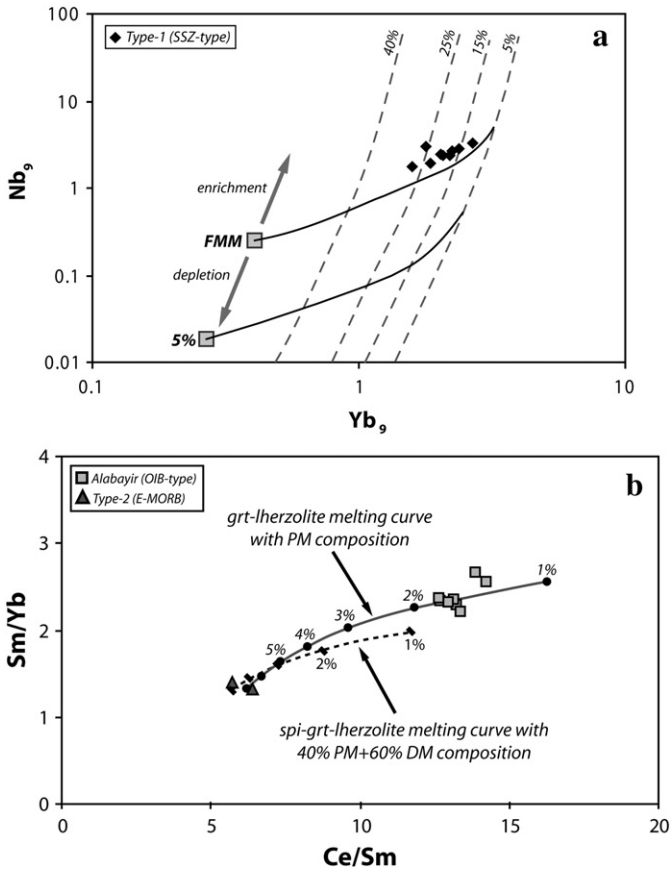 100
10
1
0.1
0.01
Nb9
Type-1 (SSZ-type)
a
40%
25%
15%
5%
enrichment
FMM
depletion
5%
0.1
1
10
Yb9
4
3
2
1
0
Sm/Yb
Alabayir (OIB-type)
Type-2 (E-MORB)
b
grt-lherzolite melting curve
with PM composition
1%
2%
3%
4%
5%
1%
2%
spi-grt-lherzolite melting curve with
40% PM+60% DM composition
0
5
10
15
20
Ce/Sm